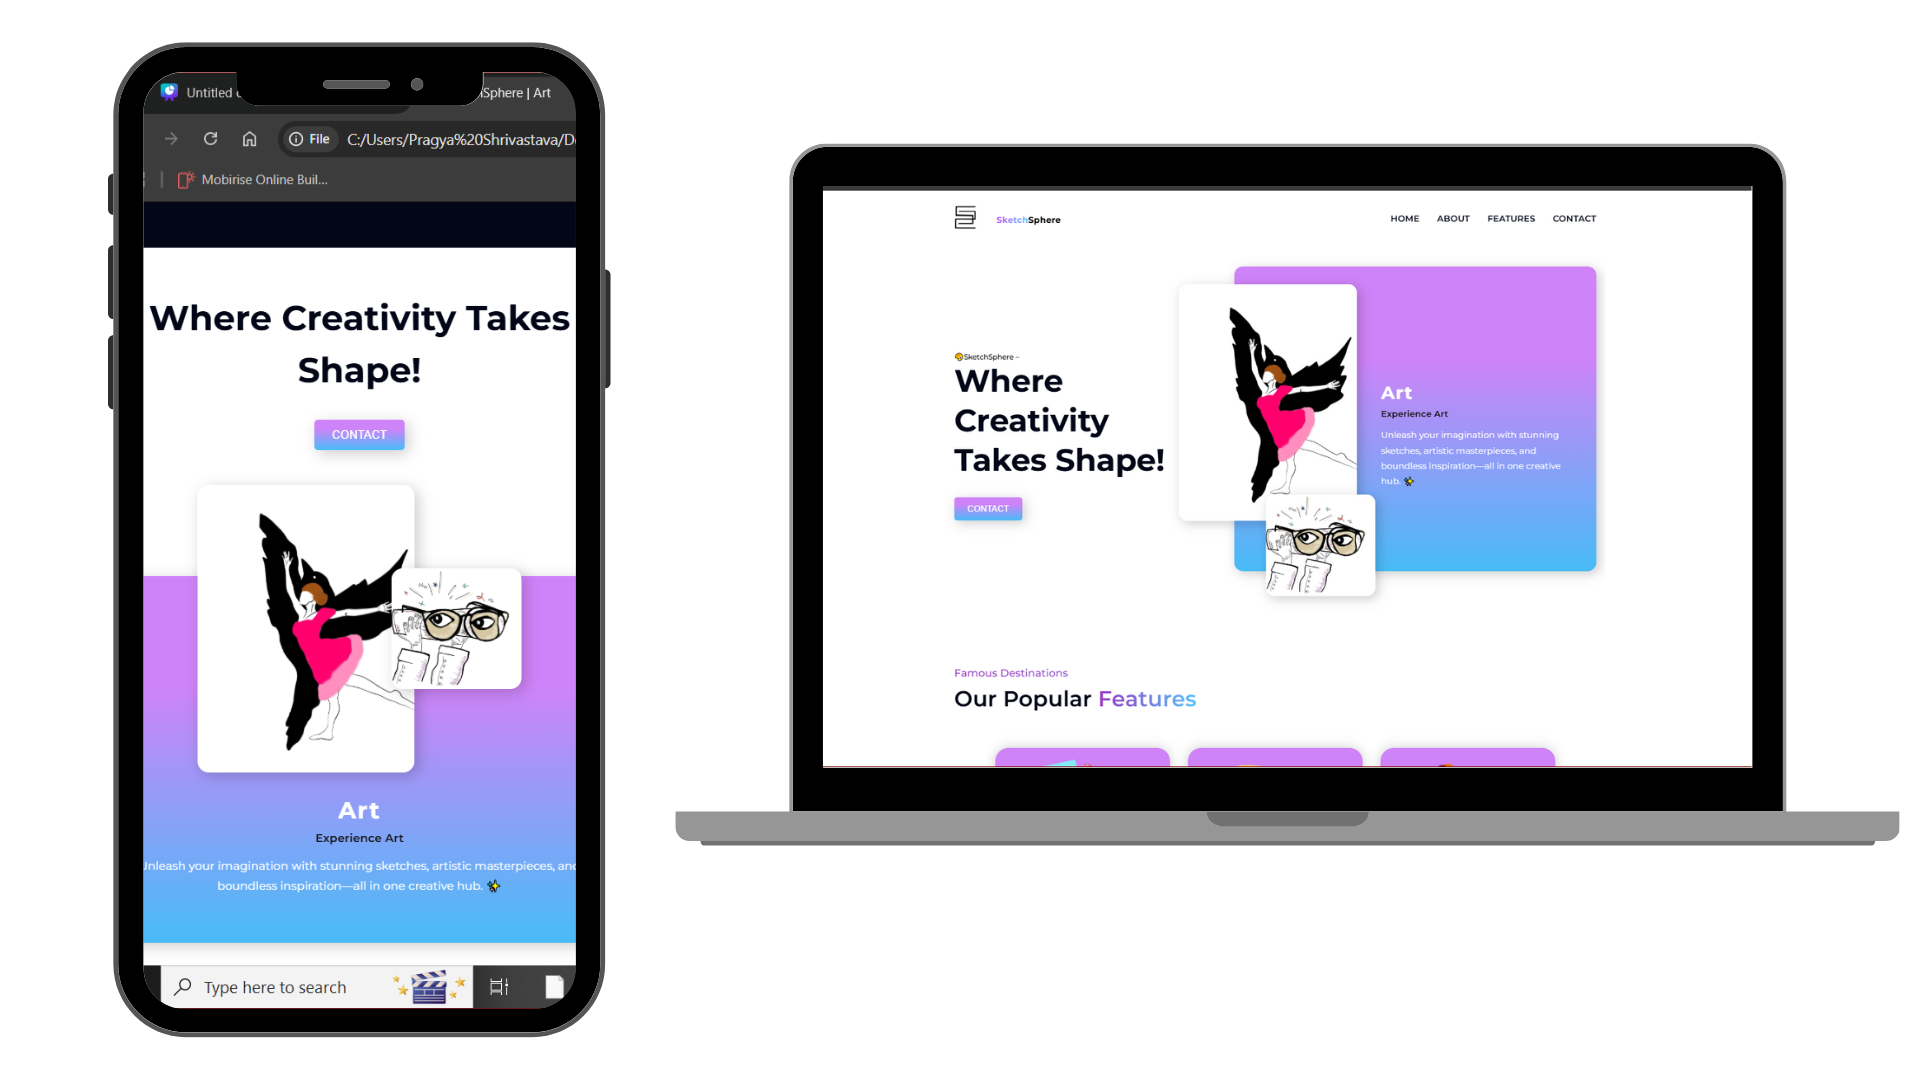 Untitled
Sphere | Art
File C:/Users/Pragya%20Shrivastava/D
Mobirise Online Buil...
Where Creativity Takes
Shape!
CONTACT
Art
Experience Art
Unleash your imagination with stunning sketches, artistic masterpieces, and
boundless inspiration—all in one creative hub. ✨
Type here to search
SketchSphere
HOME ABOUT FEATURES CONTACT
🎨SketchSphere –
Where
Creativity
Takes Shape!
CONTACT
Art
Experience Art
Unleash your imagination with stunning
sketches, artistic masterpieces, and
boundless inspiration—all in one creative
hub. ✨
Famous Destinations
Our Popular Features